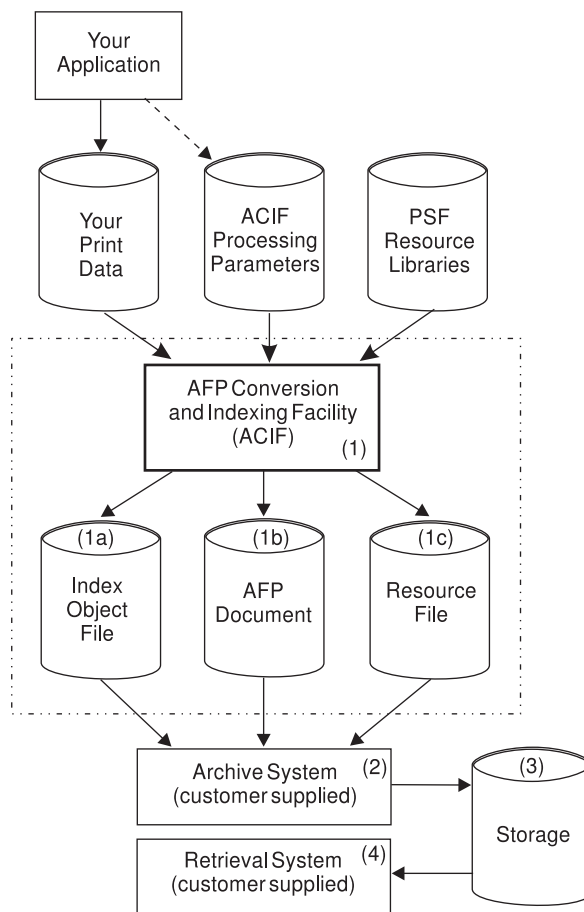 Your
Application
Your
Print
Data
ACIF
Processing
Parameters
PSF
Resource
Libraries
AFP Conversion
and Indexing Facility
(ACIF)
(1)
(1a)
Index
Object
File
(1b)
AFP
Document
(1c)
Resource
File
Archive System
(customer supplied)
(2)
(3)
Storage
Retrieval System
(customer supplied)
(4)